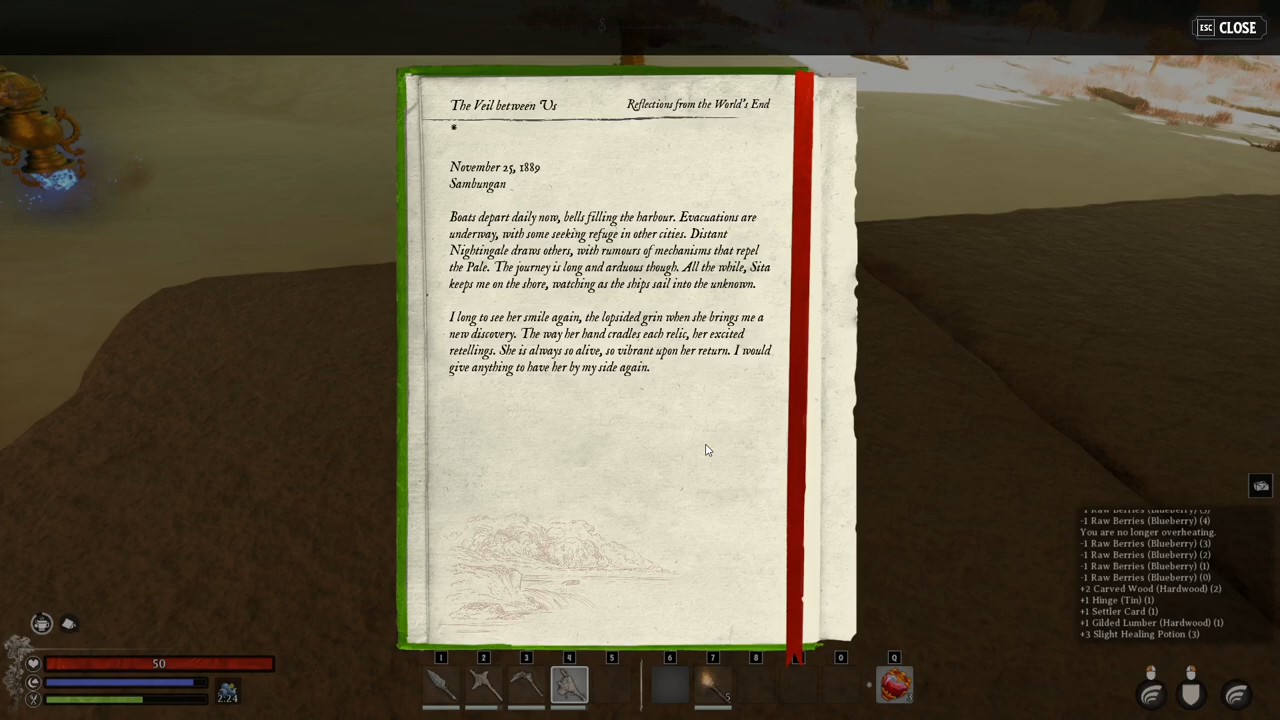 ESC CLOSE
The Veil between Us
Reflections from the World's End
*
November 25, 1889
Sambungan
Boats depart daily now, bells filling the harbour. Evacuations are
underway, with some seeking refuge in other cities. Distant
Nightingale draws others, with rumours of mechanisms that repel
the Pale. The journey is long and arduous though. All the while, Sita
keeps me on the shore, watching as the ships sail into the unknown.
I long to see her smile again, the lopsided grin when she brings me a
new discovery. The way her hand cradles each relic, her excited
retellings. She is always so alive, so vibrant upon her return. I would
give anything to have her by my side again.
-1 Raw Berries (Blueberry) (5)
-1 Raw Berries (Blueberry) (4)
You are no longer overheating.
-1 Raw Berries (Blueberry) (3)
-1 Raw Berries (Blueberry) (2)
-1 Raw Berries (Blueberry) (1)
-1 Raw Berries (Blueberry) (0)
+2 Carved Wood (Hardwood) (2)
+1 Hinge (Tin) (1)
+1 Settler Card (1)
+1 Gilded Lumber (Hardwood) (1)
+3 Slight Healing Potion (3)
1 2 3 4 5 6 7 8 0 Q
50
2:24
5